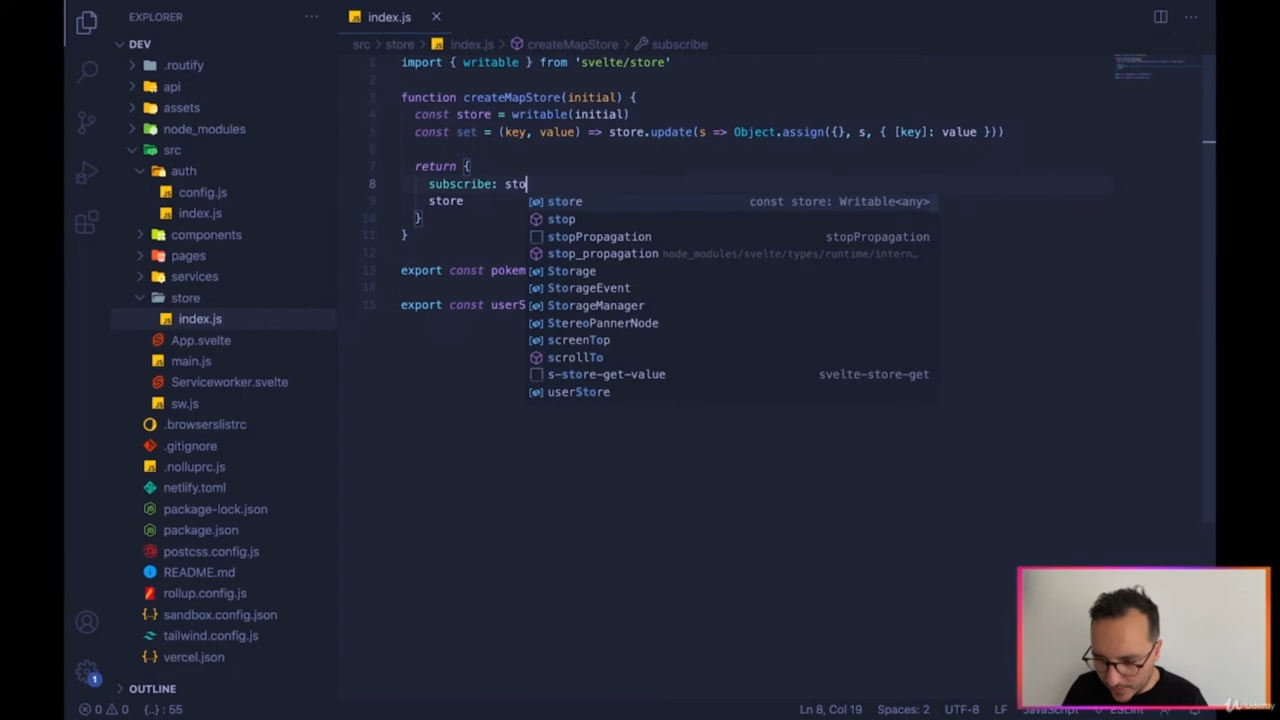 EXPLORER
index.js
DEV
src store index.js createMapStore subscribe
.routify
api
assets
node_modules
src
auth
config.js
index.js
components
pages
services
store
index.js
App.svelte
main.js
Serviceworker.svelte
sw.js
.browserslistrc
.gitignore
.nolluprc.js
netlify.toml
package-lock.json
package.json
postcss.config.js
README.md
rollup.config.js
sandbox.config.json
tailwind.config.js
vercel.json
OUTLINE
1 import { writable } from 'svelte/store'
2
3 function createMapStore(initial) {
4 const store = writable(initial)
5 const set = (key, value) => store.update(s => Object.assign({}, s, { [key]: value }))
6
7 return {
8 subscribe: sto
9 store
10 }
11 }
12
13 export const pokem
14
15 export const userS
store const store: Writable<any>
stop
stopPropagation stopPropagation
stop_propagation node_modules/svelte/types/runtime/intern…
Storage
StorageEvent
StorageManager
StereoPannerNode
screenTop
scrollTo
s-store-get-value svelte-store-get
userStore
1
0 0 {..} : 55
Ln 8, Col 19 Spaces: 2 UTF-8 LF JavaScript ESLint
Udemy